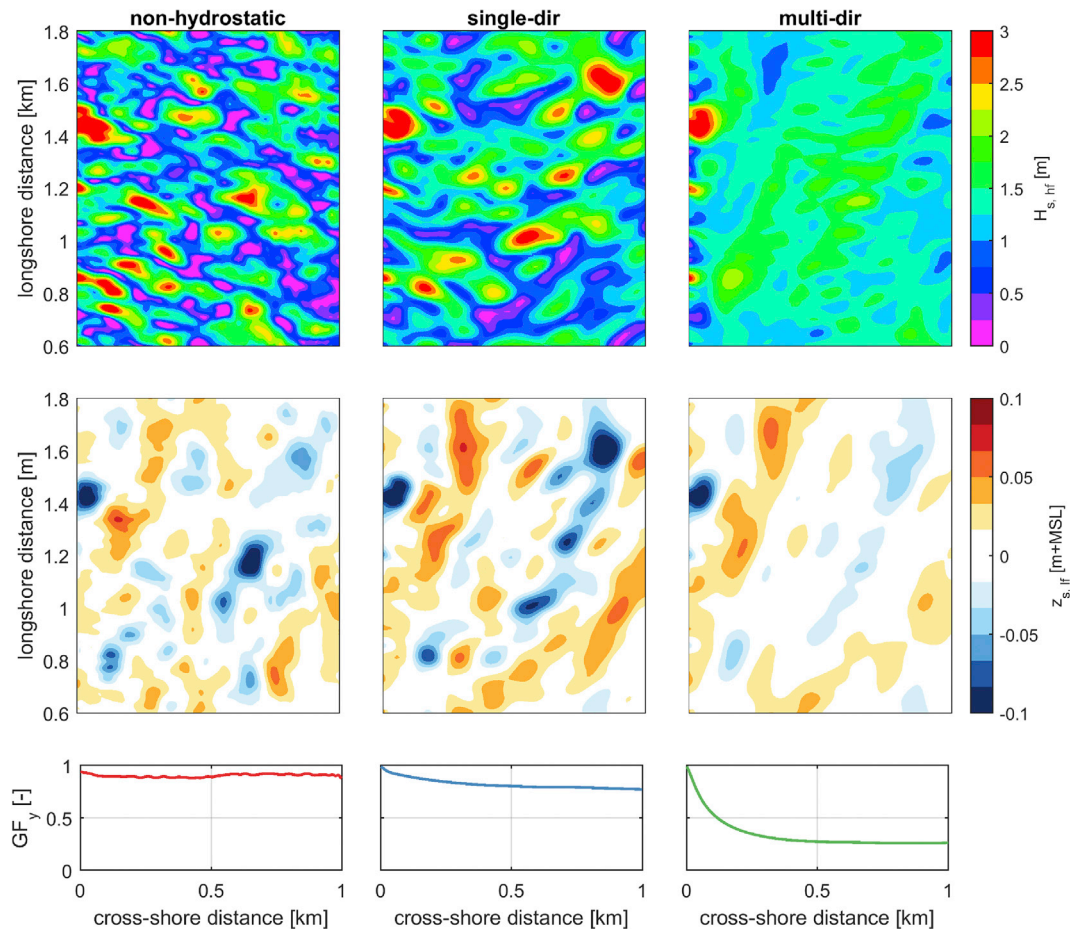 non-hydrostatic single-dir multi-dir
1.8 1.6 1.4 1.2 1 0.8 0.6
longshore distance [km]
3 2.5 2 1.5 1 0.5 0
H_s, hf [m]
1.8 1.6 1.4 1.2 1 0.8 0.6
longshore distance [m]
0.1 0.05 0 -0.05 -0.1
z_s, lf [m+MSL]
1 0.5 0
GF_y [-]
0 0.5 1 0 0.5 1 0 0.5 1
cross-shore distance [km] cross-shore distance [km] cross-shore distance [km]